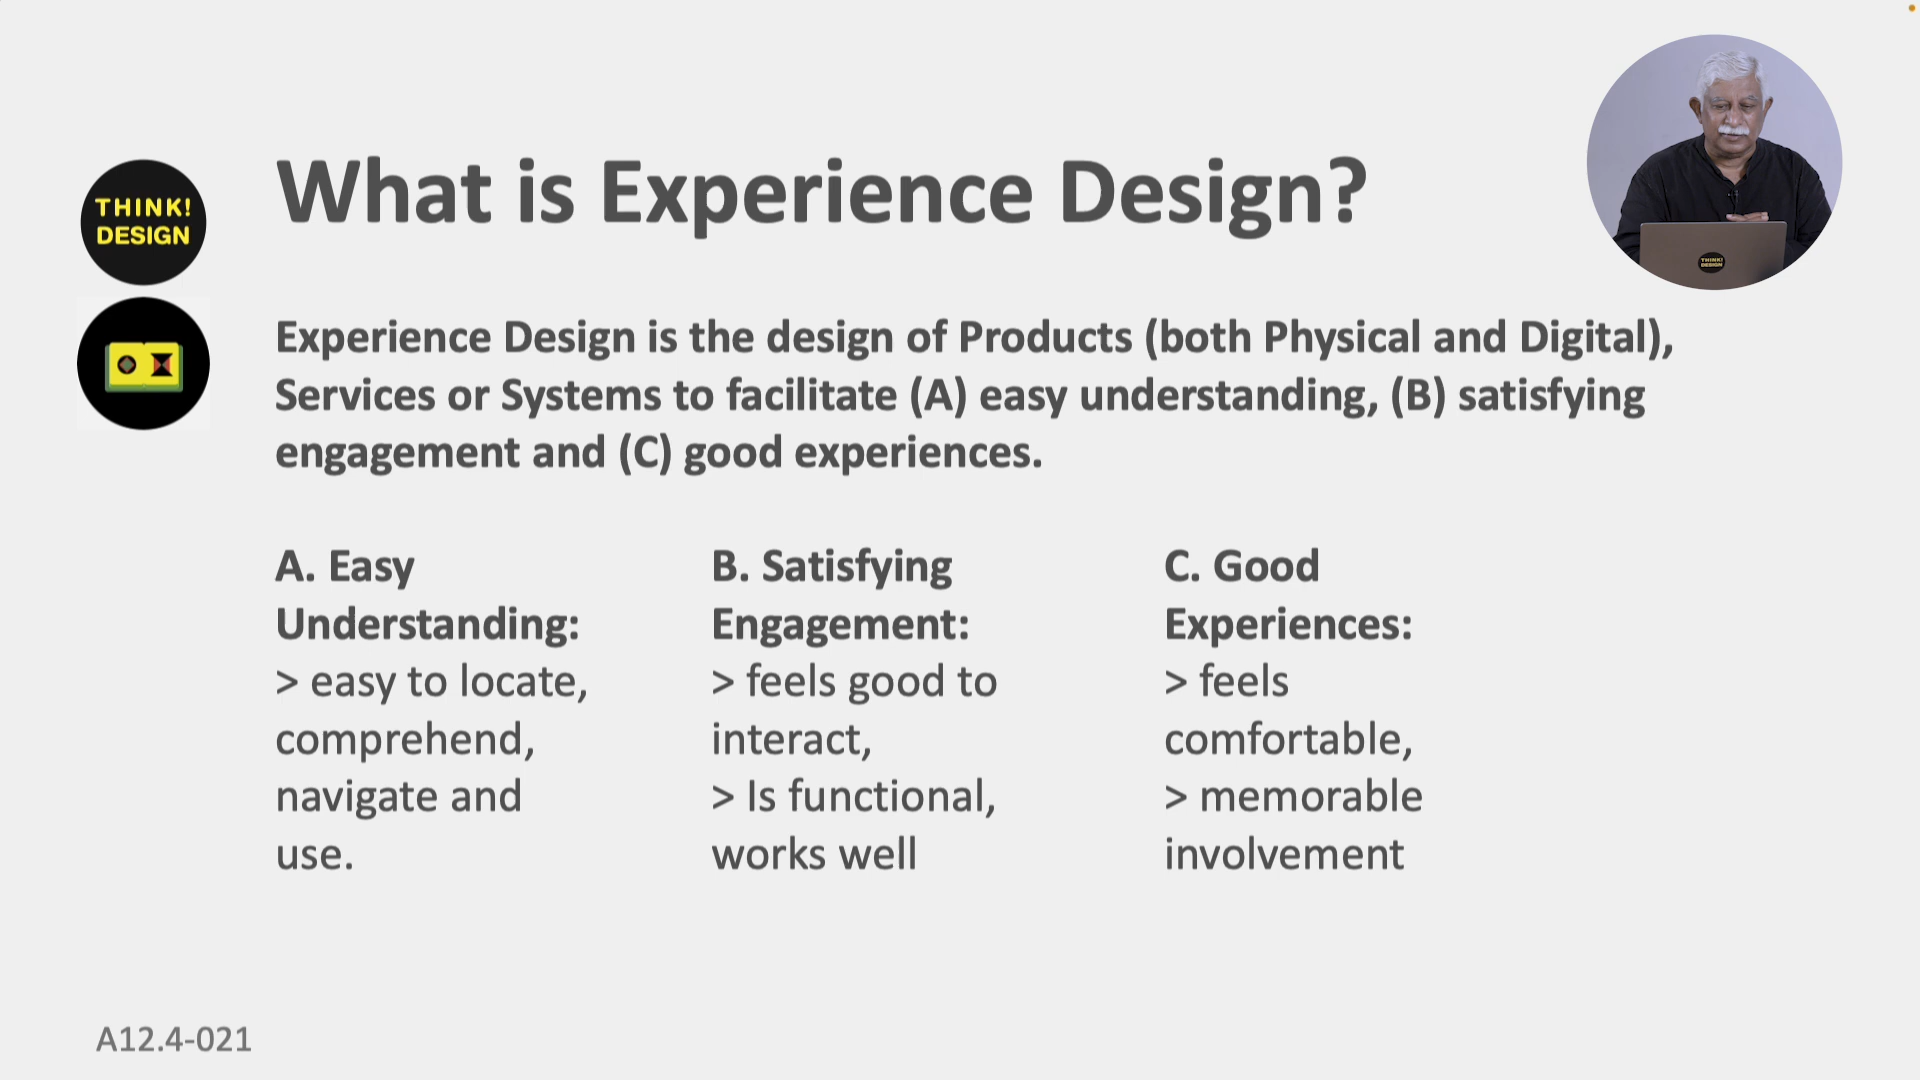 What is Experience Design?
THINK!
DESIGN
Experience Design is the design of Products (both Physical and Digital),
Services or Systems to facilitate (A) easy understanding, (B) satisfying
engagement and (C) good experiences.
A. Easy
Understanding:
> easy to locate,
comprehend,
navigate and
use.
B. Satisfying
Engagement:
> feels good to
interact,
> Is functional,
works well
C. Good
Experiences:
> feels
comfortable,
> memorable
involvement
THINK!
DESIGN
A12.4-021